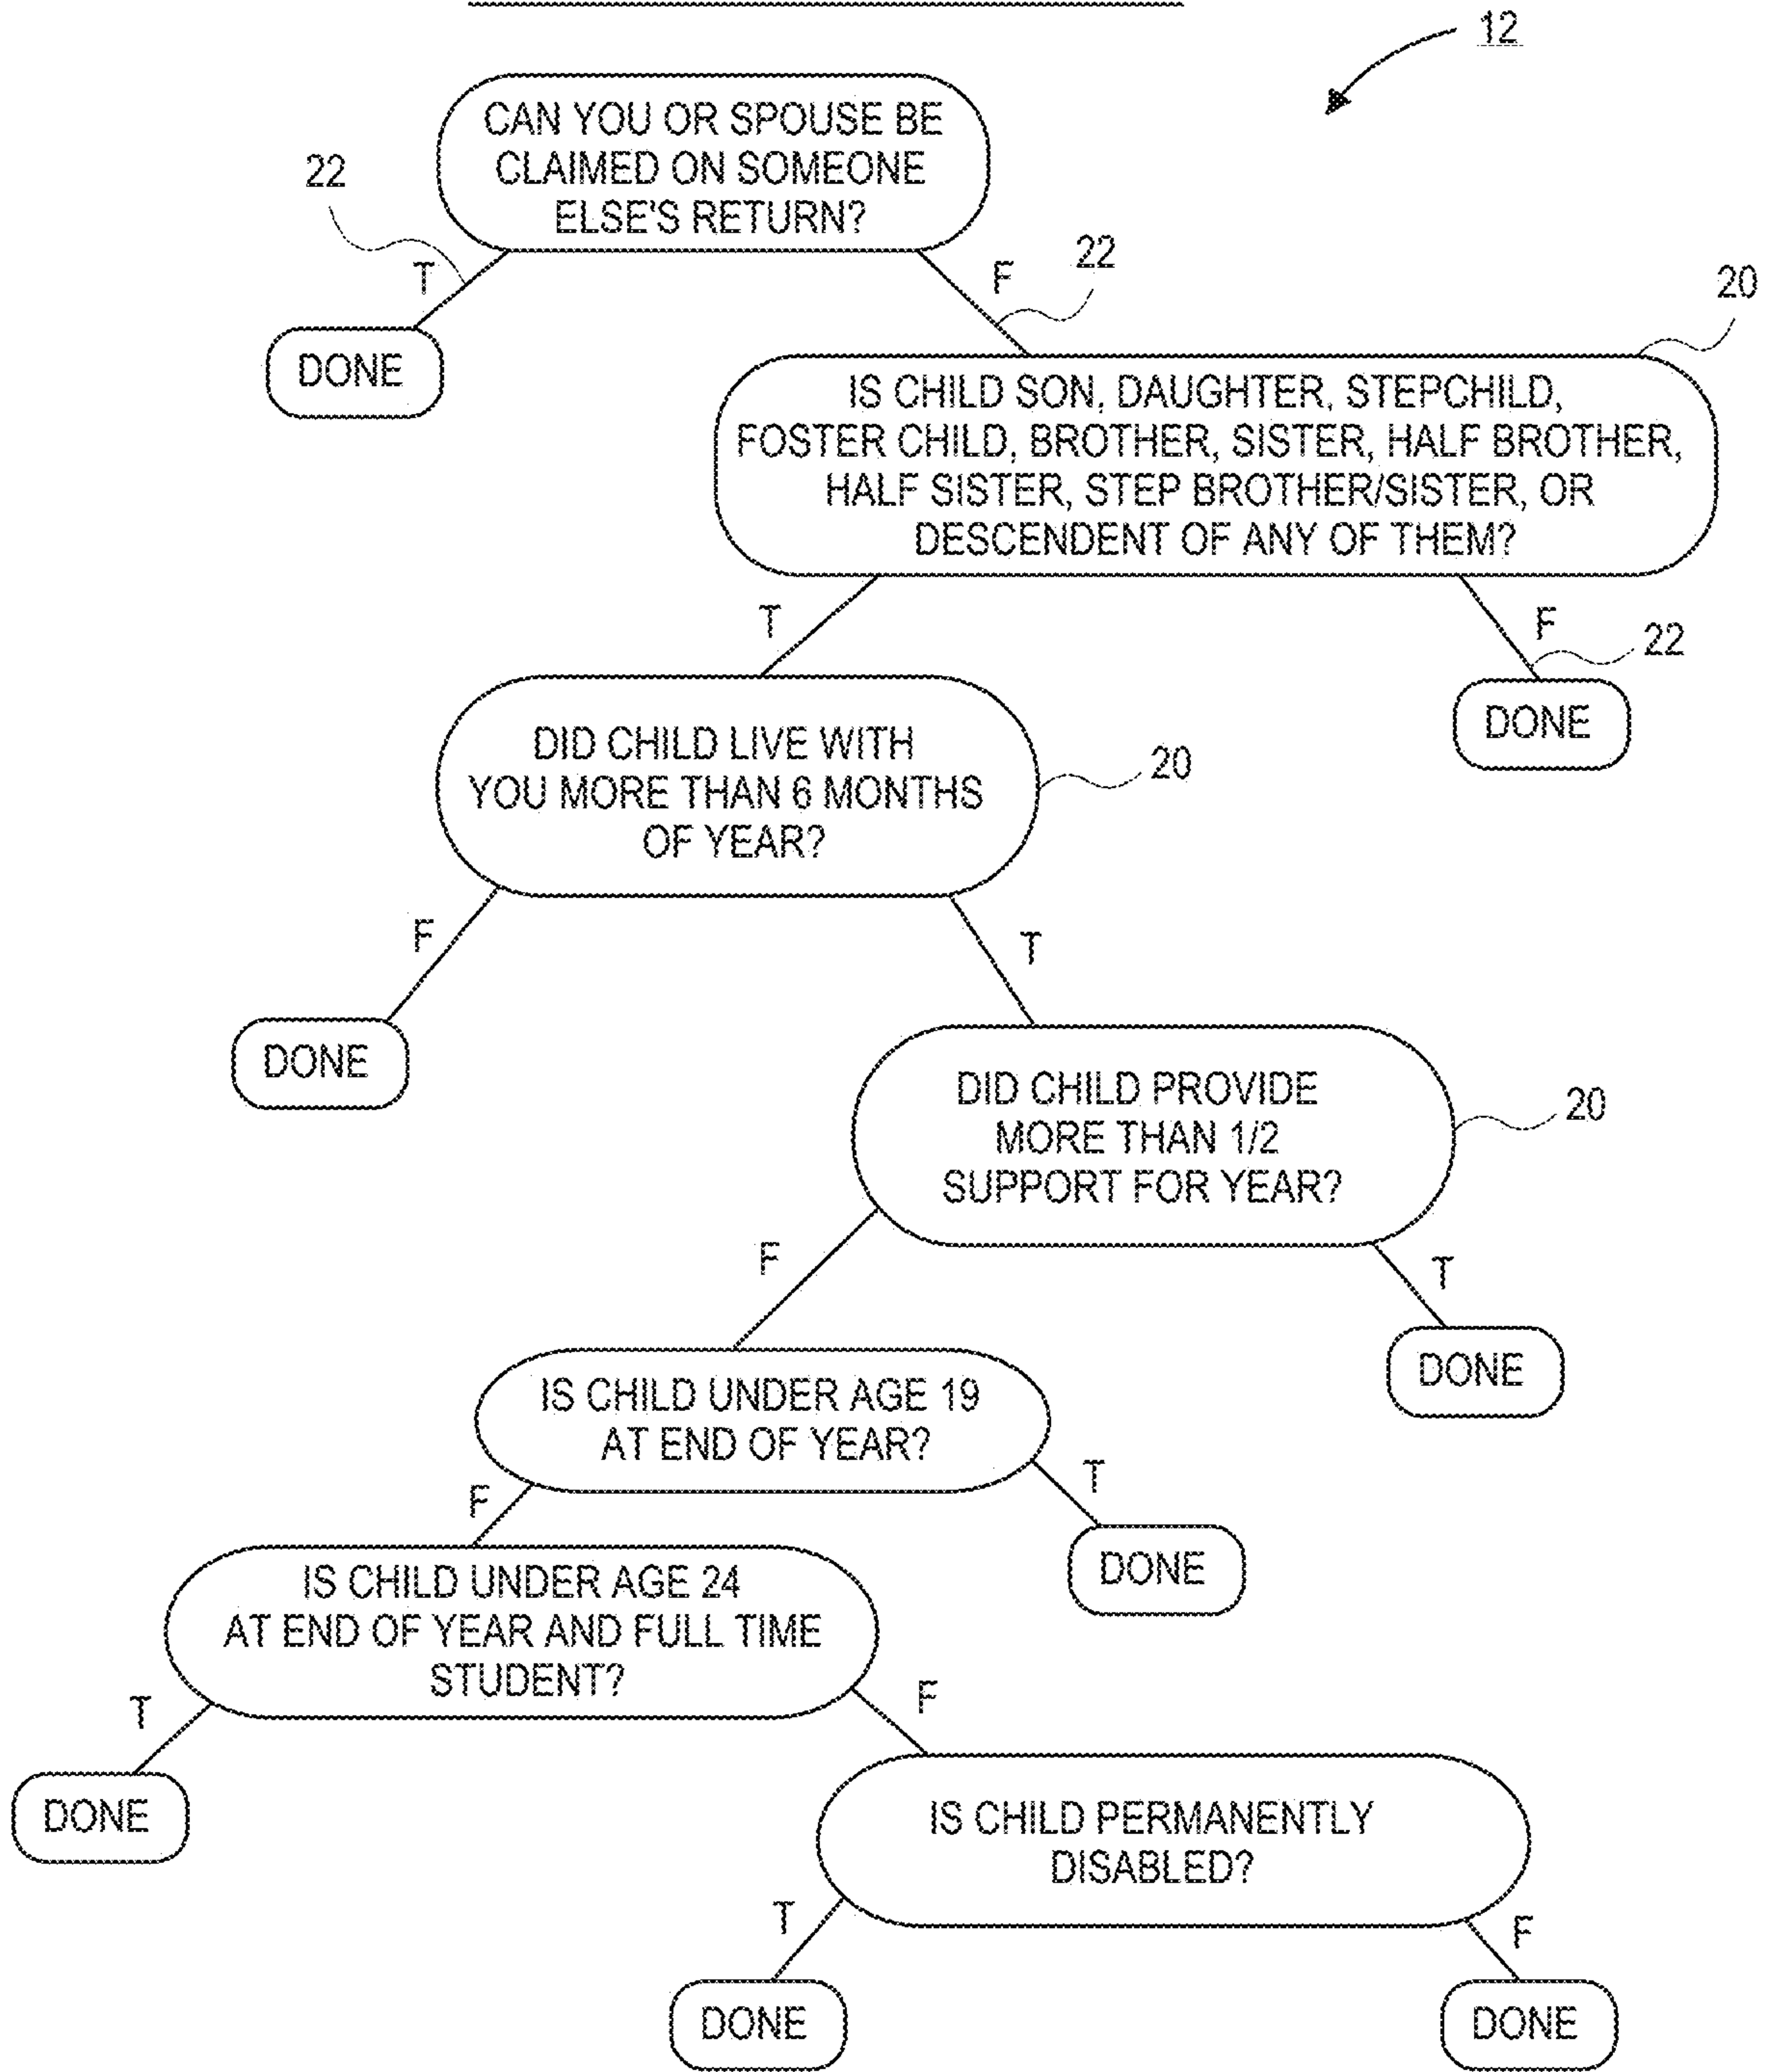 12
CAN YOU OR SPOUSE BE
CLAIMED ON SOMEONE
ELSE'S RETURN?
22
T
F
22
DONE
20
IS CHILD SON, DAUGHTER, STEPCHILD,
FOSTER CHILD, BROTHER, SISTER, HALF BROTHER,
HALF SISTER, STEP BROTHER/SISTER, OR
DESCENDENT OF ANY OF THEM?
T
F
22
DONE
DID CHILD LIVE WITH
YOU MORE THAN 6 MONTHS
OF YEAR?
20
F
T
DONE
DID CHILD PROVIDE
MORE THAN 1/2
SUPPORT FOR YEAR?
20
F
T
DONE
IS CHILD UNDER AGE 19
AT END OF YEAR?
F
T
DONE
IS CHILD UNDER AGE 24
AT END OF YEAR AND FULL TIME
STUDENT?
T
F
DONE
IS CHILD PERMANENTLY
DISABLED?
T
F
DONE
DONE